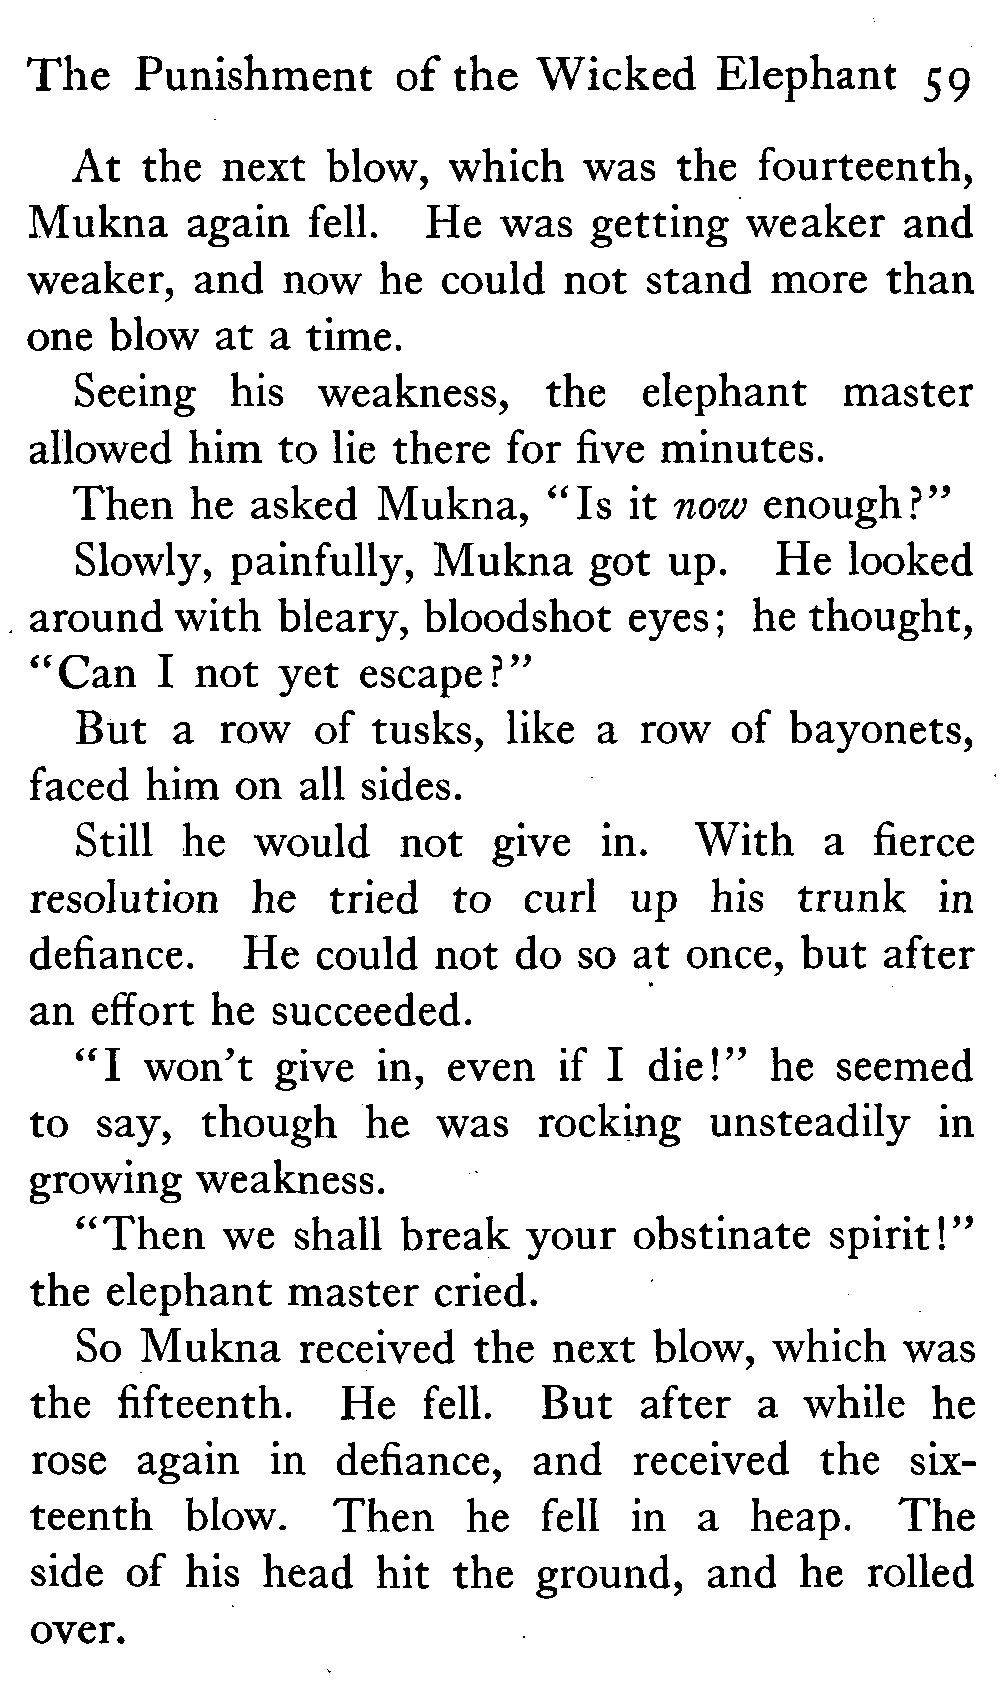 The Punishment of the Wicked Elephant 59
At the next blow, which was the fourteenth,
Mukna again fell. He was getting weaker and
weaker, and now he could not stand more than
one blow at a time.
Seeing his weakness, the elephant master
allowed him to lie there for five minutes.
Then he asked Mukna, “Is it now enough?”
Slowly, painfully, Mukna got up. He looked
around with bleary, bloodshot eyes; he thought,
“Can I not yet escape?”
But a row of tusks, like a row of bayonets,
faced him on all sides.
Still he would not give in. With a fierce
resolution he tried to curl up his trunk in
defiance. He could not do so at once, but after
an effort he succeeded.
“I won’t give in, even if I die!” he seemed
to say, though he was rocking unsteadily in
growing weakness.
“Then we shall break your obstinate spirit!”
the elephant master cried.
So Mukna received the next blow, which was
the fifteenth. He fell. But after a while he
rose again in defiance, and received the six-
teenth blow. Then he fell in a heap. The
side of his head hit the ground, and he rolled
over.